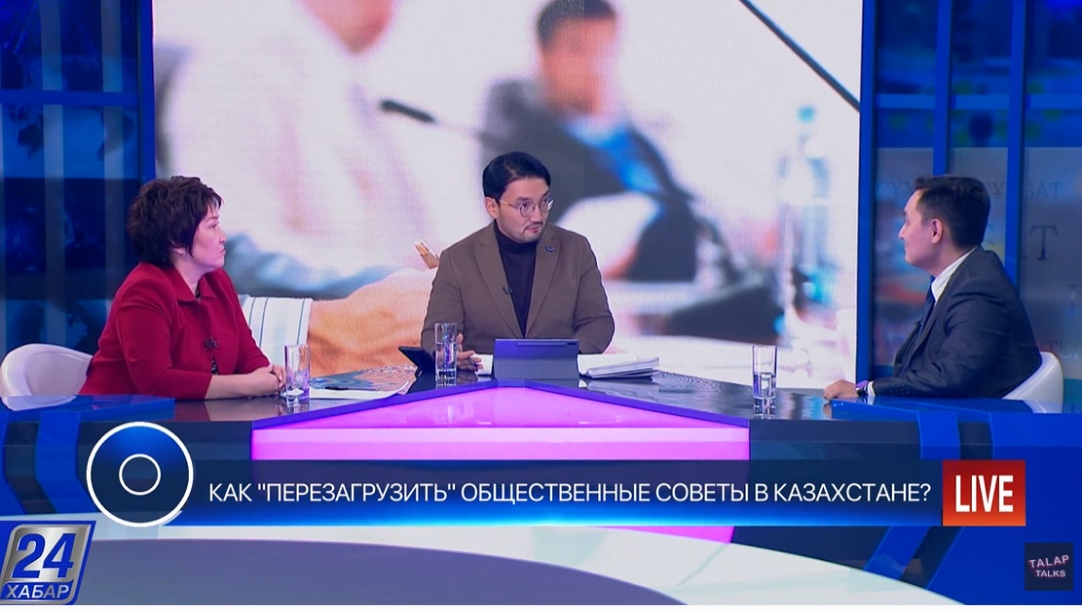 КАК "ПЕРЕЗАГРУЗИТЬ" ОБЩЕСТВЕННЫЕ СОВЕТЫ В КАЗАХСТАНЕ?
LIVE
24
ХАБАР
TALAP
TALKS